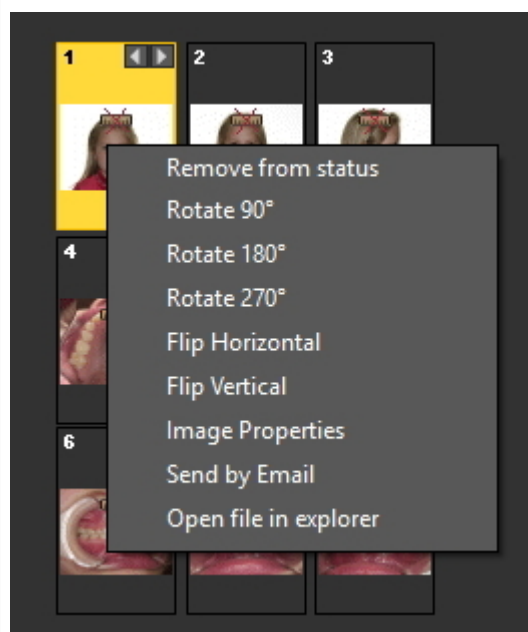 1
2
3
Remove from status
Rotate 90°
Rotate 180°
Rotate 270°
Flip Horizontal
Flip Vertical
Image Properties
Send by Email
Open file in explorer
4
6